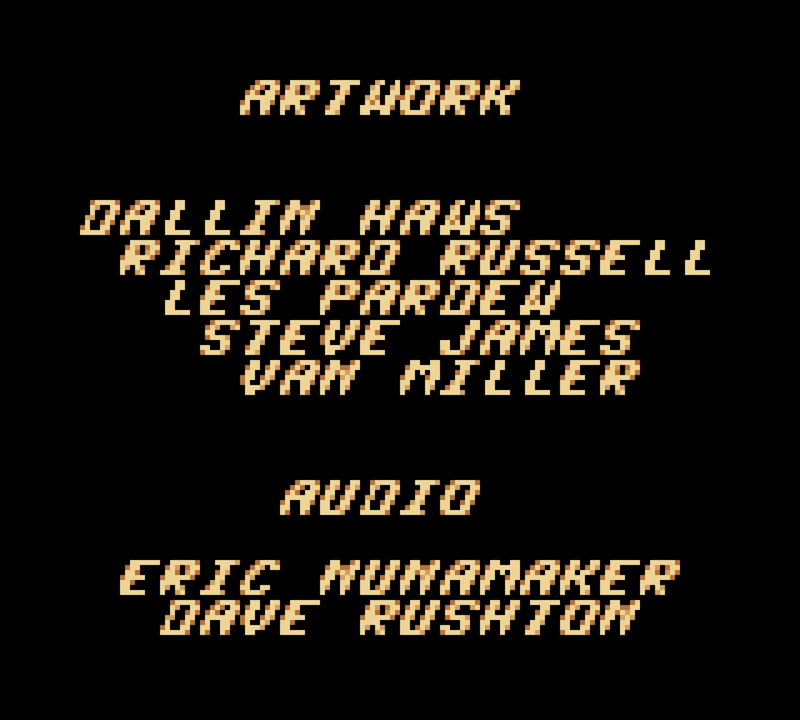 ARTWORK
DALLIN HAWS
RICHARD RUSSELL
LES PARDEW
STEVE JAMES
VAN MILLER
AUDIO
ERIC NUNAMAKER
DAVE RUSHTON